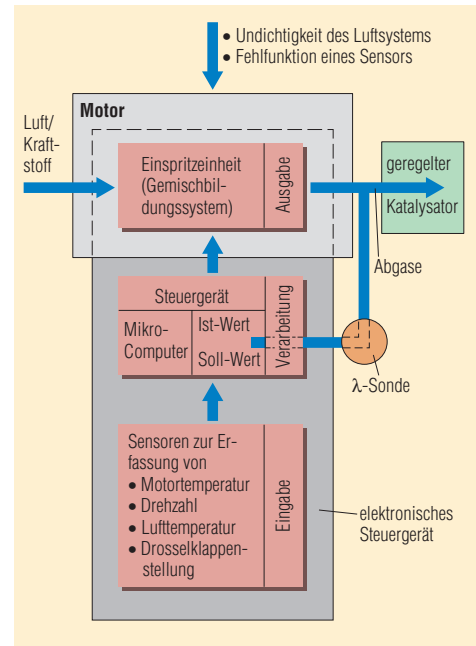 • Undichtigkeit des Luftsystems
• Fehlfunktion eines Sensors
Motor
Luft/
Kraft-
stoff
Einspritzeinheit
(Gemischbil-
dungssystem)
Ausgabe
geregelter
Katalysator
Abgase
Steuergerät
Mikro-
Computer
Ist-Wert
Soll-Wert
Verarbeitung
λ-Sonde
Sensoren zur Er-
fassung von
• Motortemperatur
• Drehzahl
• Lufttemperatur
• Drosselklappen-
stellung
Eingabe
elektronisches
Steuergerät